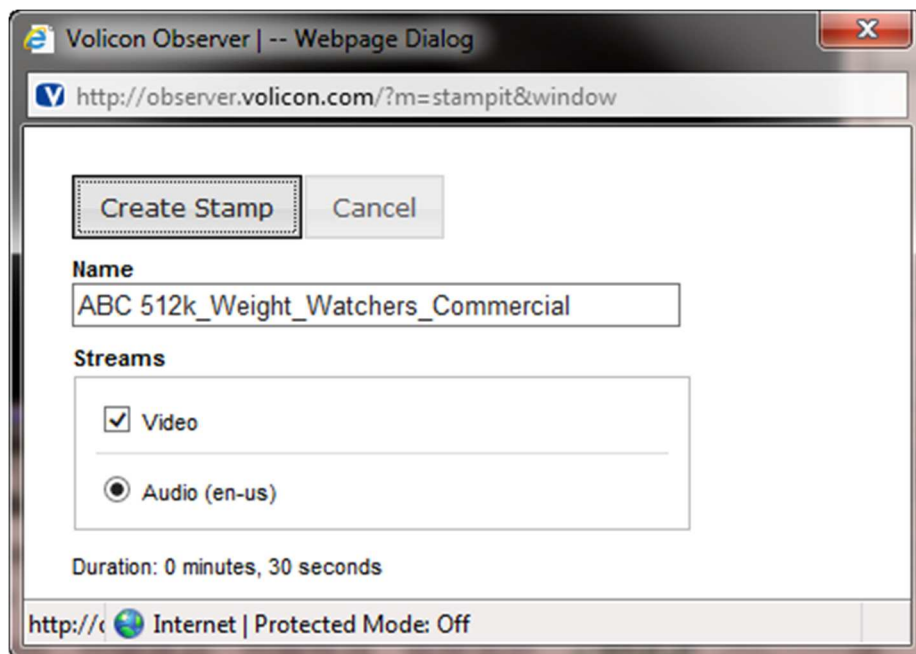 Volicon Observer | -- Webpage Dialog
http://observer.volicon.com/?m=stampit&window
Create Stamp Cancel
Name
ABC 512k_Weight_Watchers_Commercial
Streams
Video
Audio (en-us)
Duration: 0 minutes, 30 seconds
http:// Internet | Protected Mode: Off